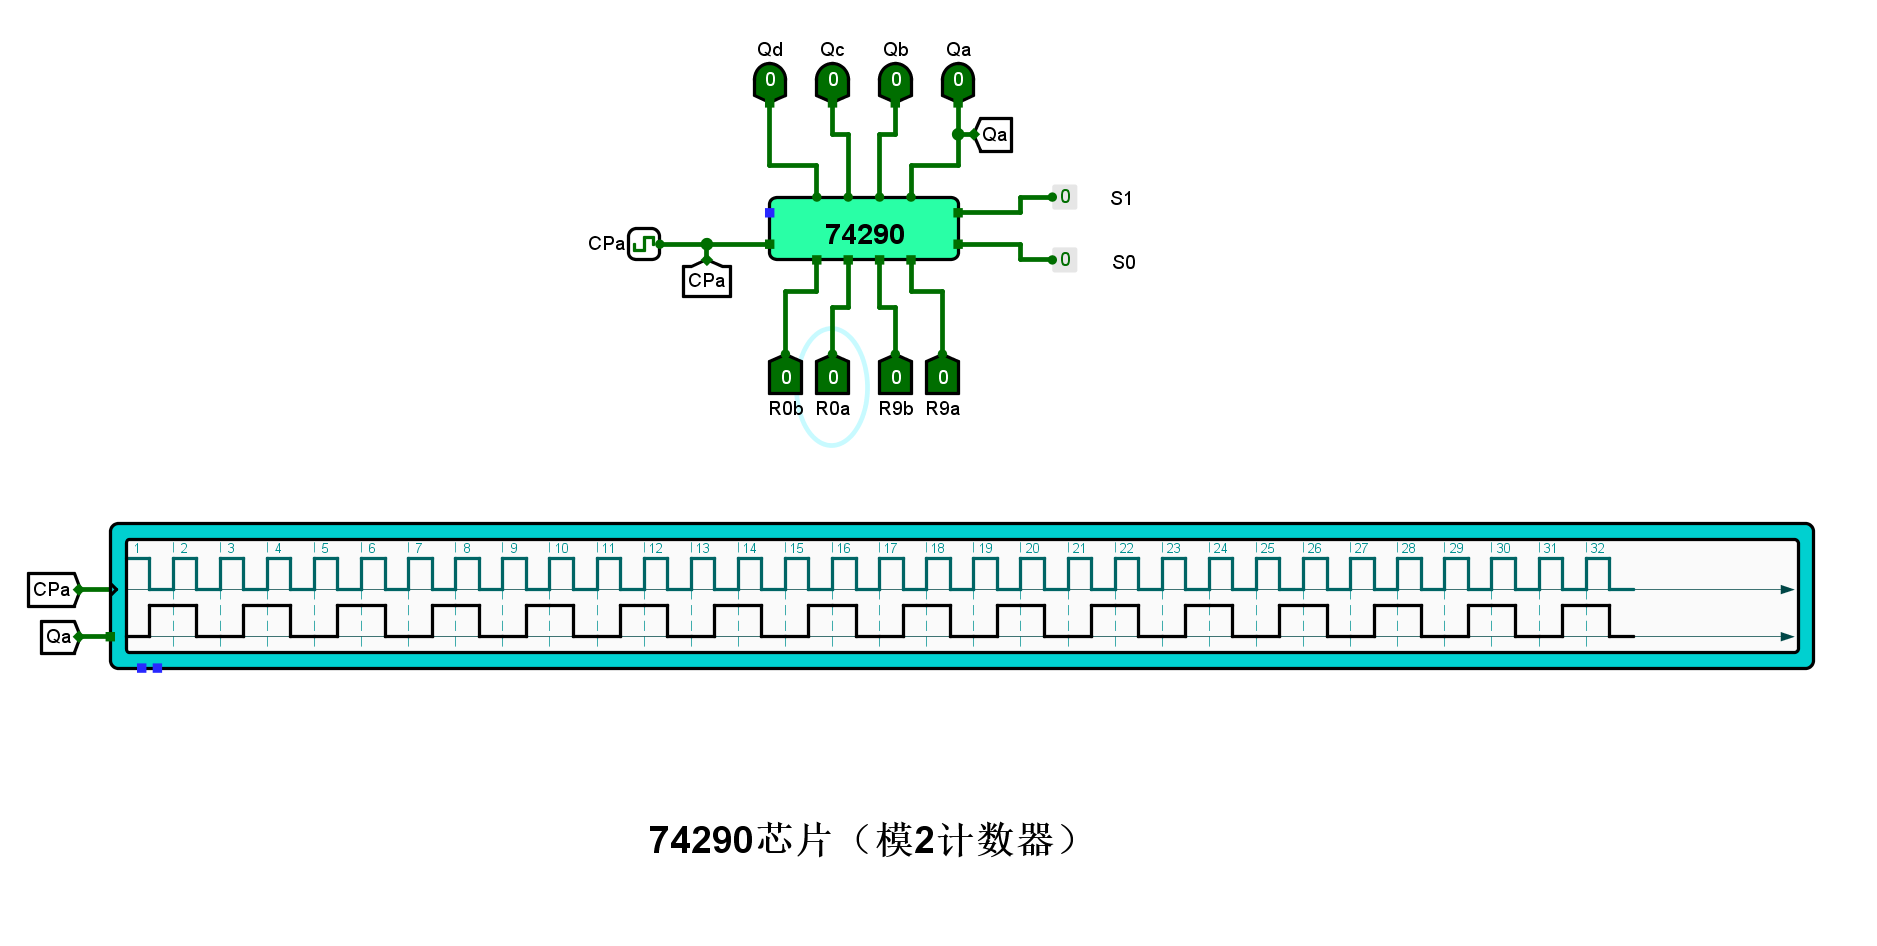 Qd Qc Qb Qa
0 0 0 0
Qa
0 S1
74290
CPa
0 S0
CPa
0 0 0 0
R0b R0a R9b R9a
1 2 3 4 5 6 7 8 9 10 11 12 13 14 15 16 17 18 19 20 21 22 23 24 25 26 27 28 29 30 31 32
CPa
Qa
74290芯片（模2计数器）